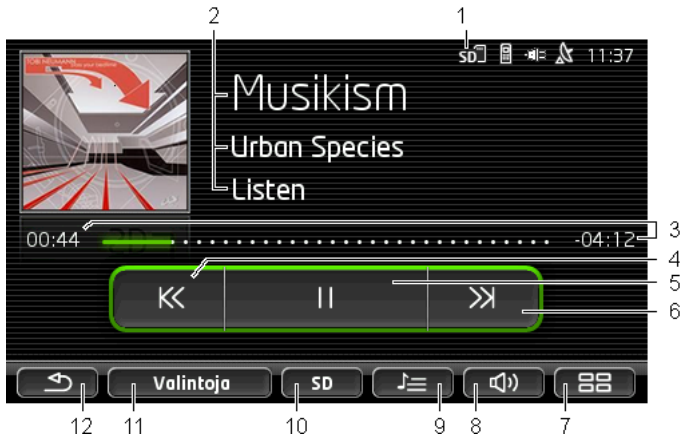 2
1
TOBI NEUMANN
SD 11:37
Musikism
Urban Species
Listen
3
00:44 -04:12
4
5
6
Valintoja SD
12 11 10 9 8 7